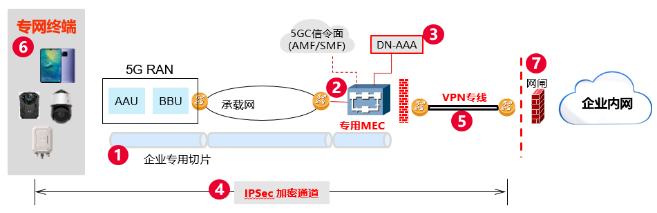 专网终端
6
5G RAN
AAU
BBU
承载网
1
企业专用切片
5GC信令面
(AMF/SMF)
DN-AAA
3
2
专用MEC
VPN专线
5
7
网闸
企业内网
4
IPSec 加密通道